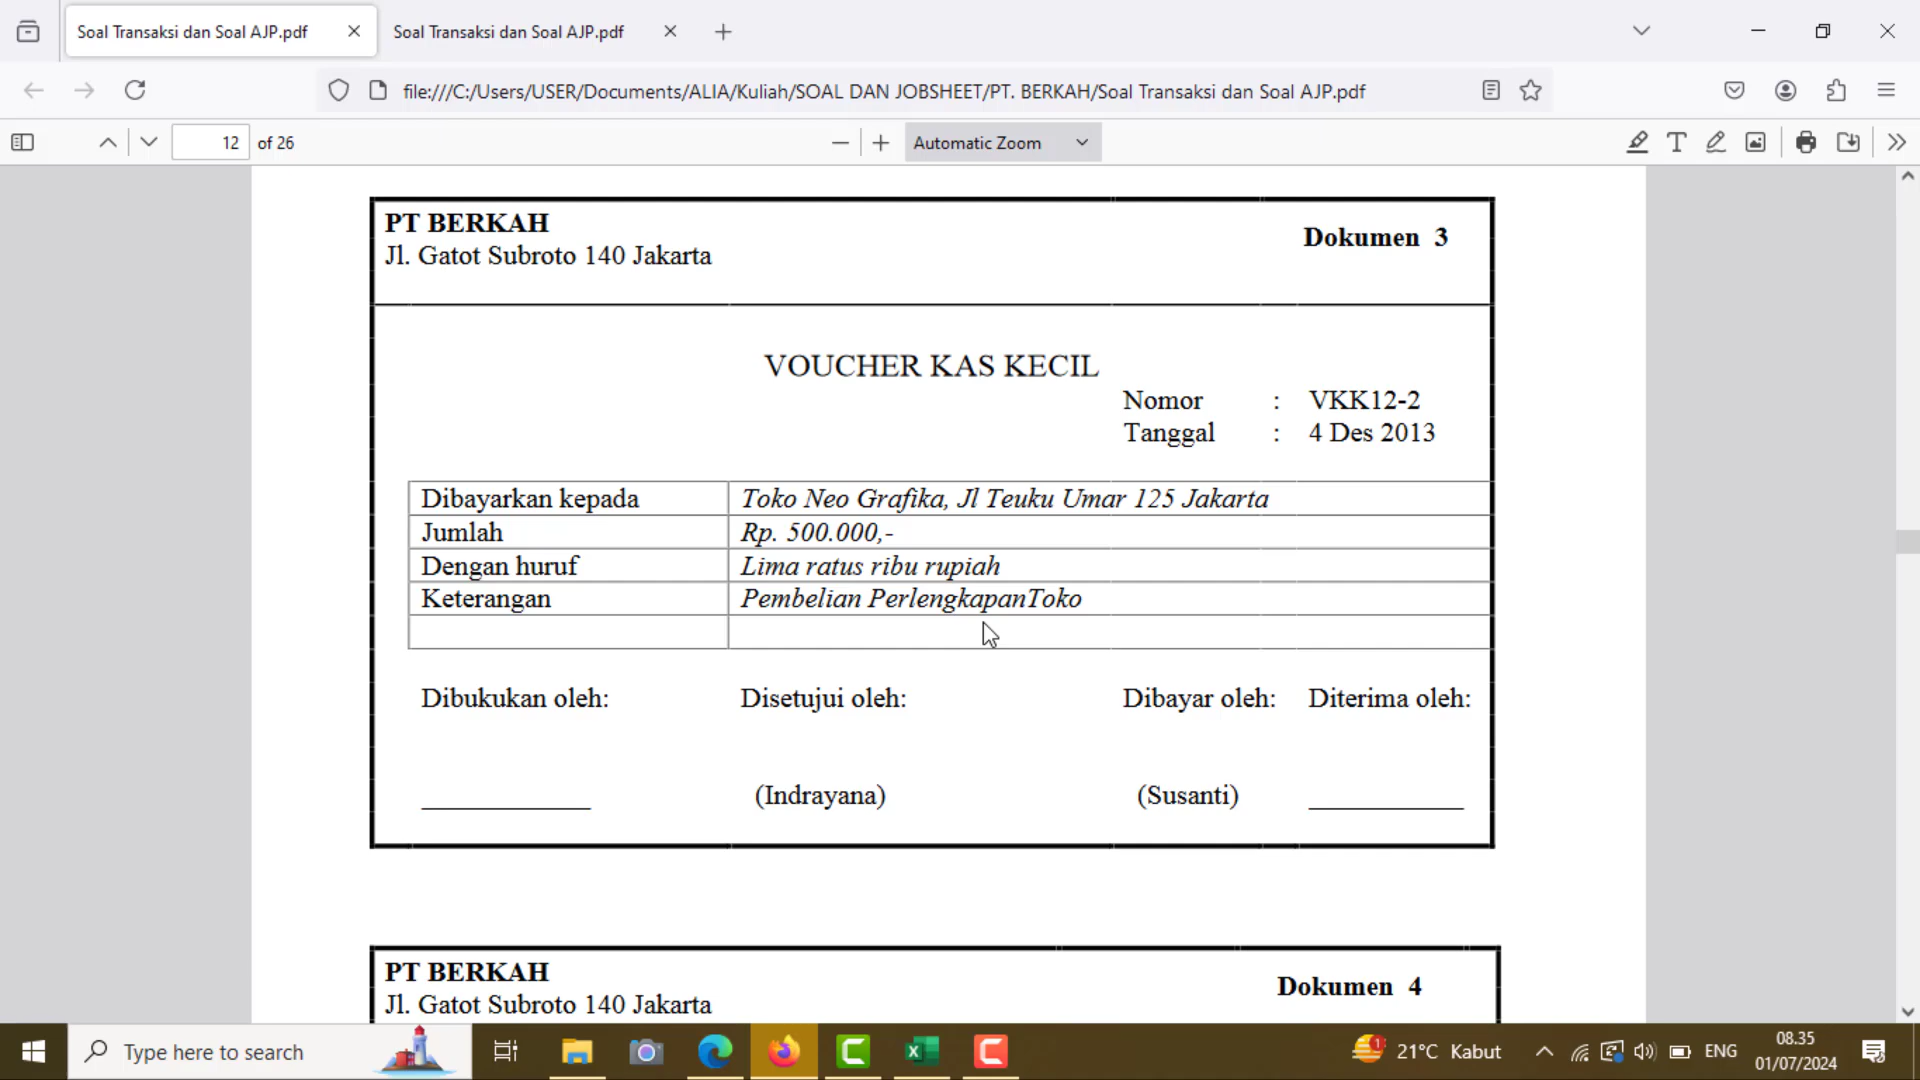 Soal Transaksi dan Soal AJP.pdf
Soal Transaksi dan Soal AJP.pdf
file:///C:/Users/USER/Documents/ALIA/Kuliah/SOAL DAN JOBSHEET/PT. BERKAH/Soal Transaksi dan Soal AJP.pdf
12 of 26
Automatic Zoom
PT BERKAH
Dokumen 3
Jl. Gatot Subroto 140 Jakarta
VOUCHER KAS KECIL
Nomor : VKK12-2
Tanggal : 4 Des 2013
Dibayarkan kepada Toko Neo Grafika, Jl Teuku Umar 125 Jakarta
Jumlah Rp. 500.000,-
Dengan huruf Lima ratus ribu rupiah
Keterangan Pembelian PerlengkapanToko
Dibukukan oleh: Disetujui oleh: Dibayar oleh: Diterima oleh:
(Indrayana) (Susanti)
PT BERKAH
Dokumen 4
Jl. Gatot Subroto 140 Jakarta
Type here to search
1
21°C Kabut
ENG
08.35
01/07/2024